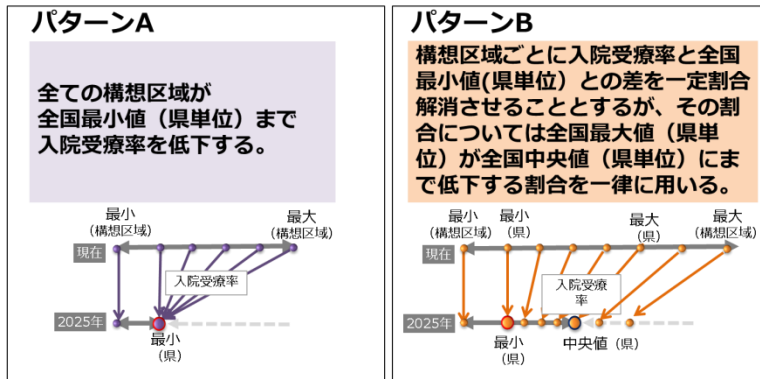 パターンA
全ての構想区域が
全国最小値（県単位）まで
入院受療率を低下する。
最小
(構想区域)
最大
(構想区域)
現在
入院受療率
2025年
最小
(県)
パターンB
構想区域ごとに入院受療率と全国
最小値(県単位）との差を一定割合
解消させることとするが、その割
合については全国最大値（県単
位）が全国中央値（県単位）にま
で低下する割合を一律に用いる。
最小
(構想区域)
最小
(県)
最大
(県)
最大
(構想区域)
現在
入院受療
率
2025年
最小
(県)
中央値（県）